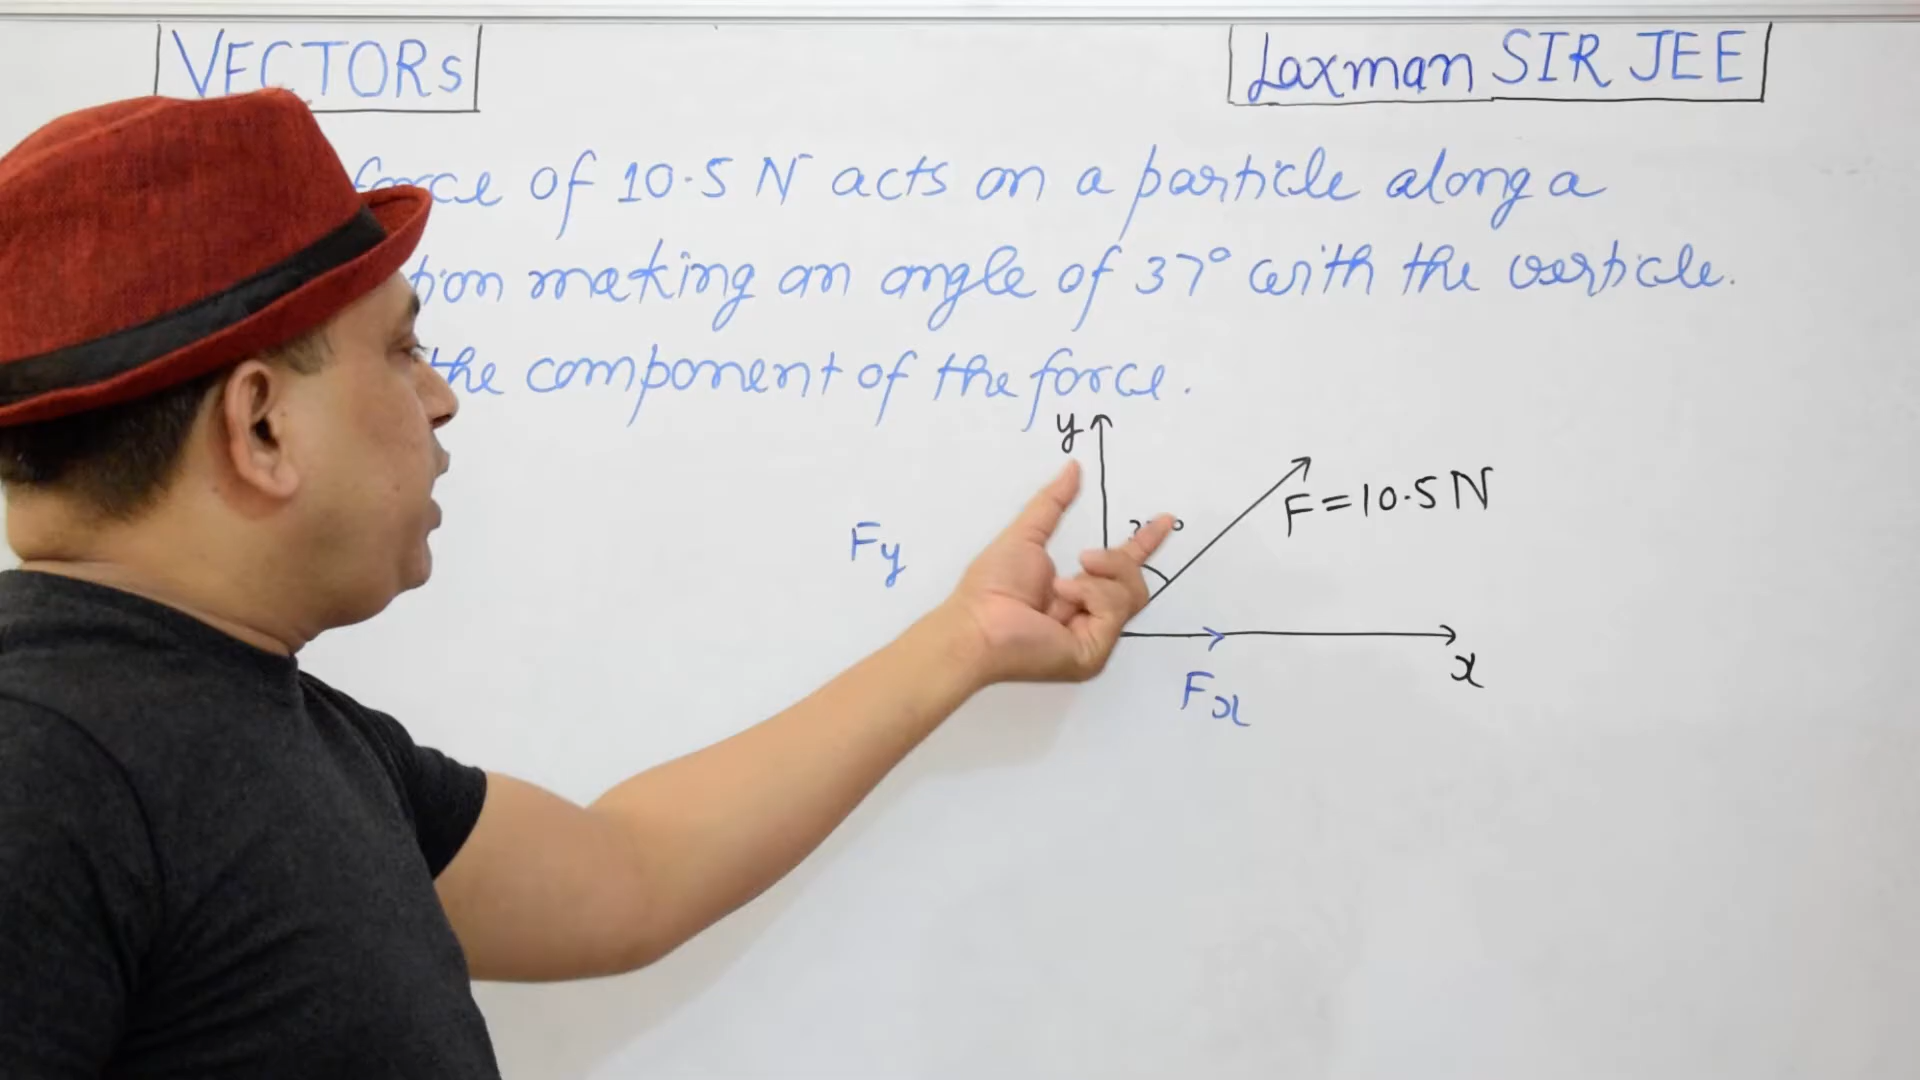 VECTORs
Laxman SIR JEE
force of 10.5 N acts on a particle along a
making an angle of 37° with the verticle.
the component of the force.
y
F = 10.5 N
Fy
x
Fx